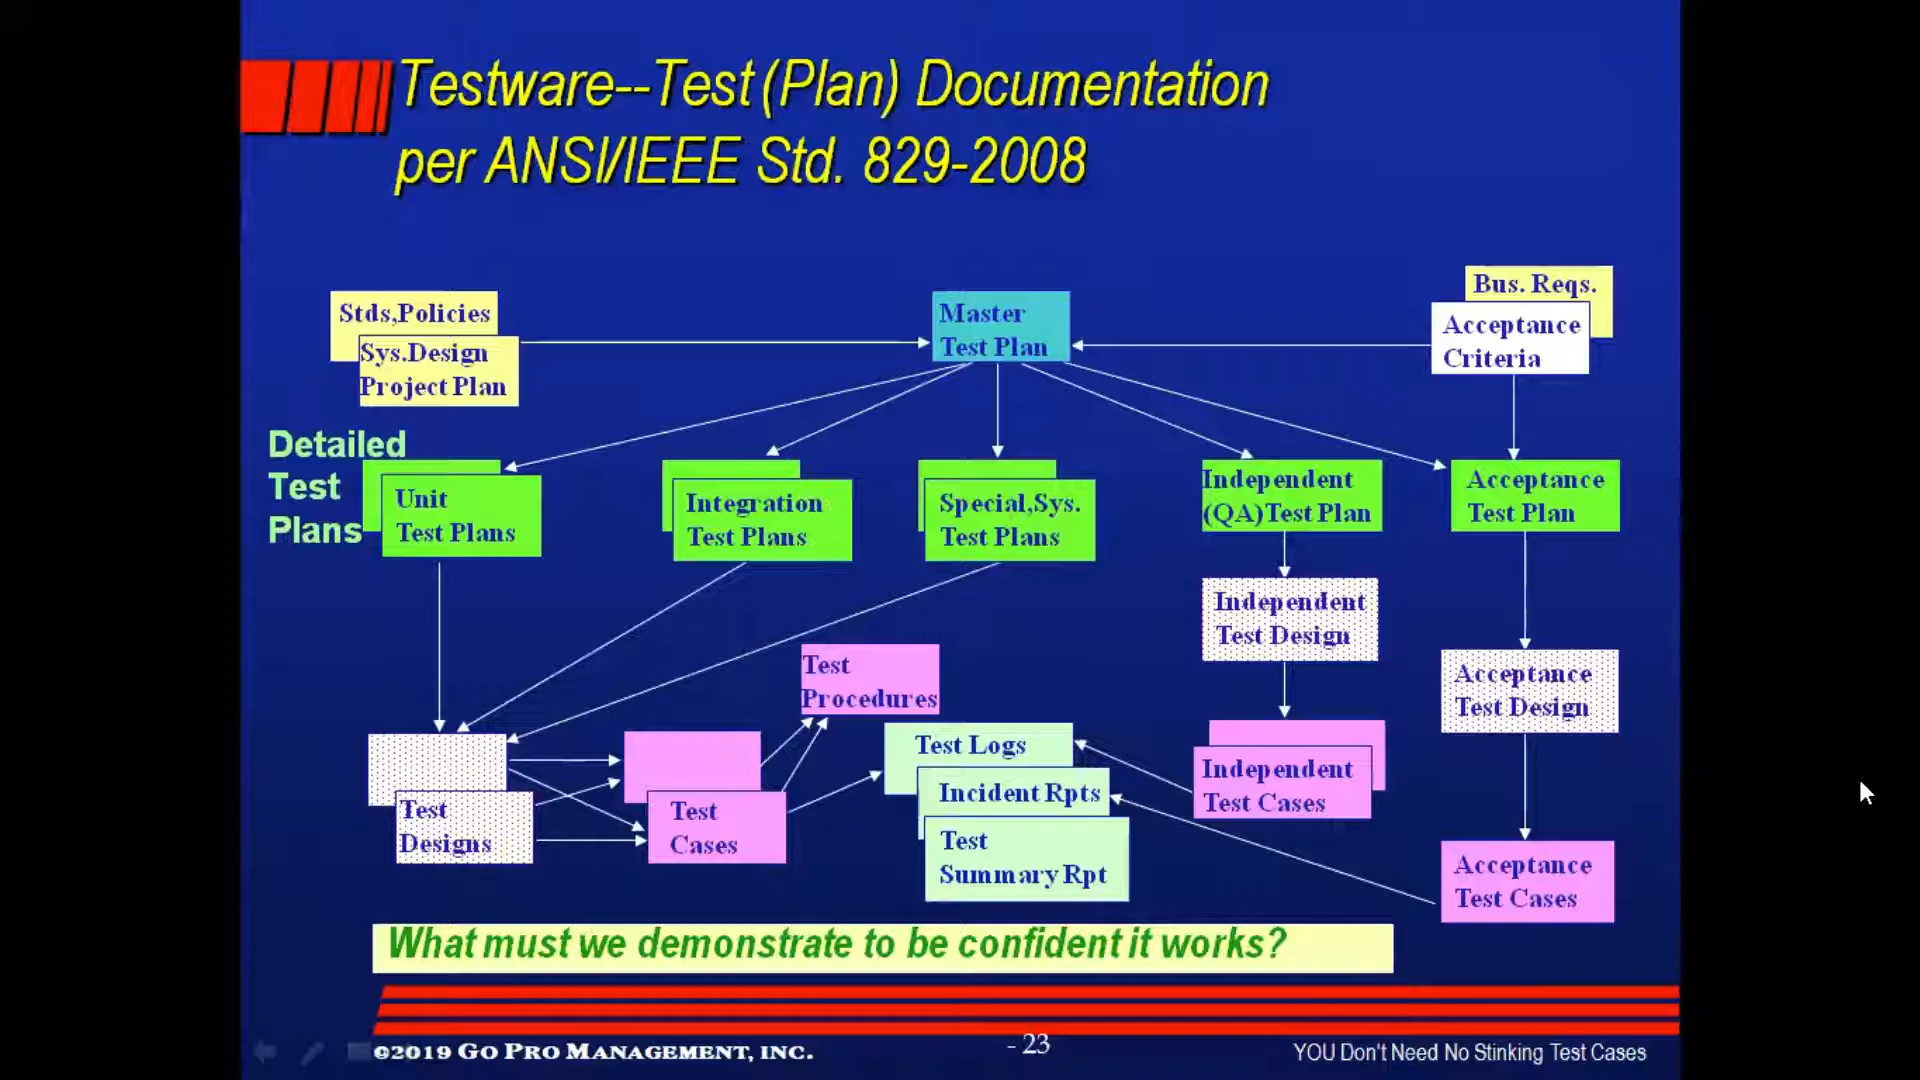 Testware--Test (Plan) Documentation
per ANSI/IEEE Std. 829-2008
Stds,Policies
Sys.Design
Project Plan
Master
Test Plan
Bus. Reqs.
Acceptance
Criteria
Detailed
Test
Plans
Unit
Test Plans
Integration
Test Plans
Special,Sys.
Test Plans
Independent
(QA)Test Plan
Acceptance
Test Plan
Independent
Test Design
Acceptance
Test Design
Test
Procedures
Test
Designs
Test
Cases
Test Logs
Incident Rpts
Test
Summary Rpt
Independent
Test Cases
Acceptance
Test Cases
What must we demonstrate to be confident it works?
©2019 GO PRO MANAGEMENT, INC.
- 23
YOU Don't Need No Stinking Test Cases